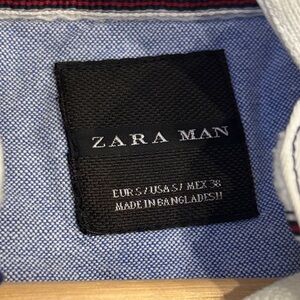 ZARA MAN
EUR S / USA S / MEX 38
MADE IN BANGLADESH